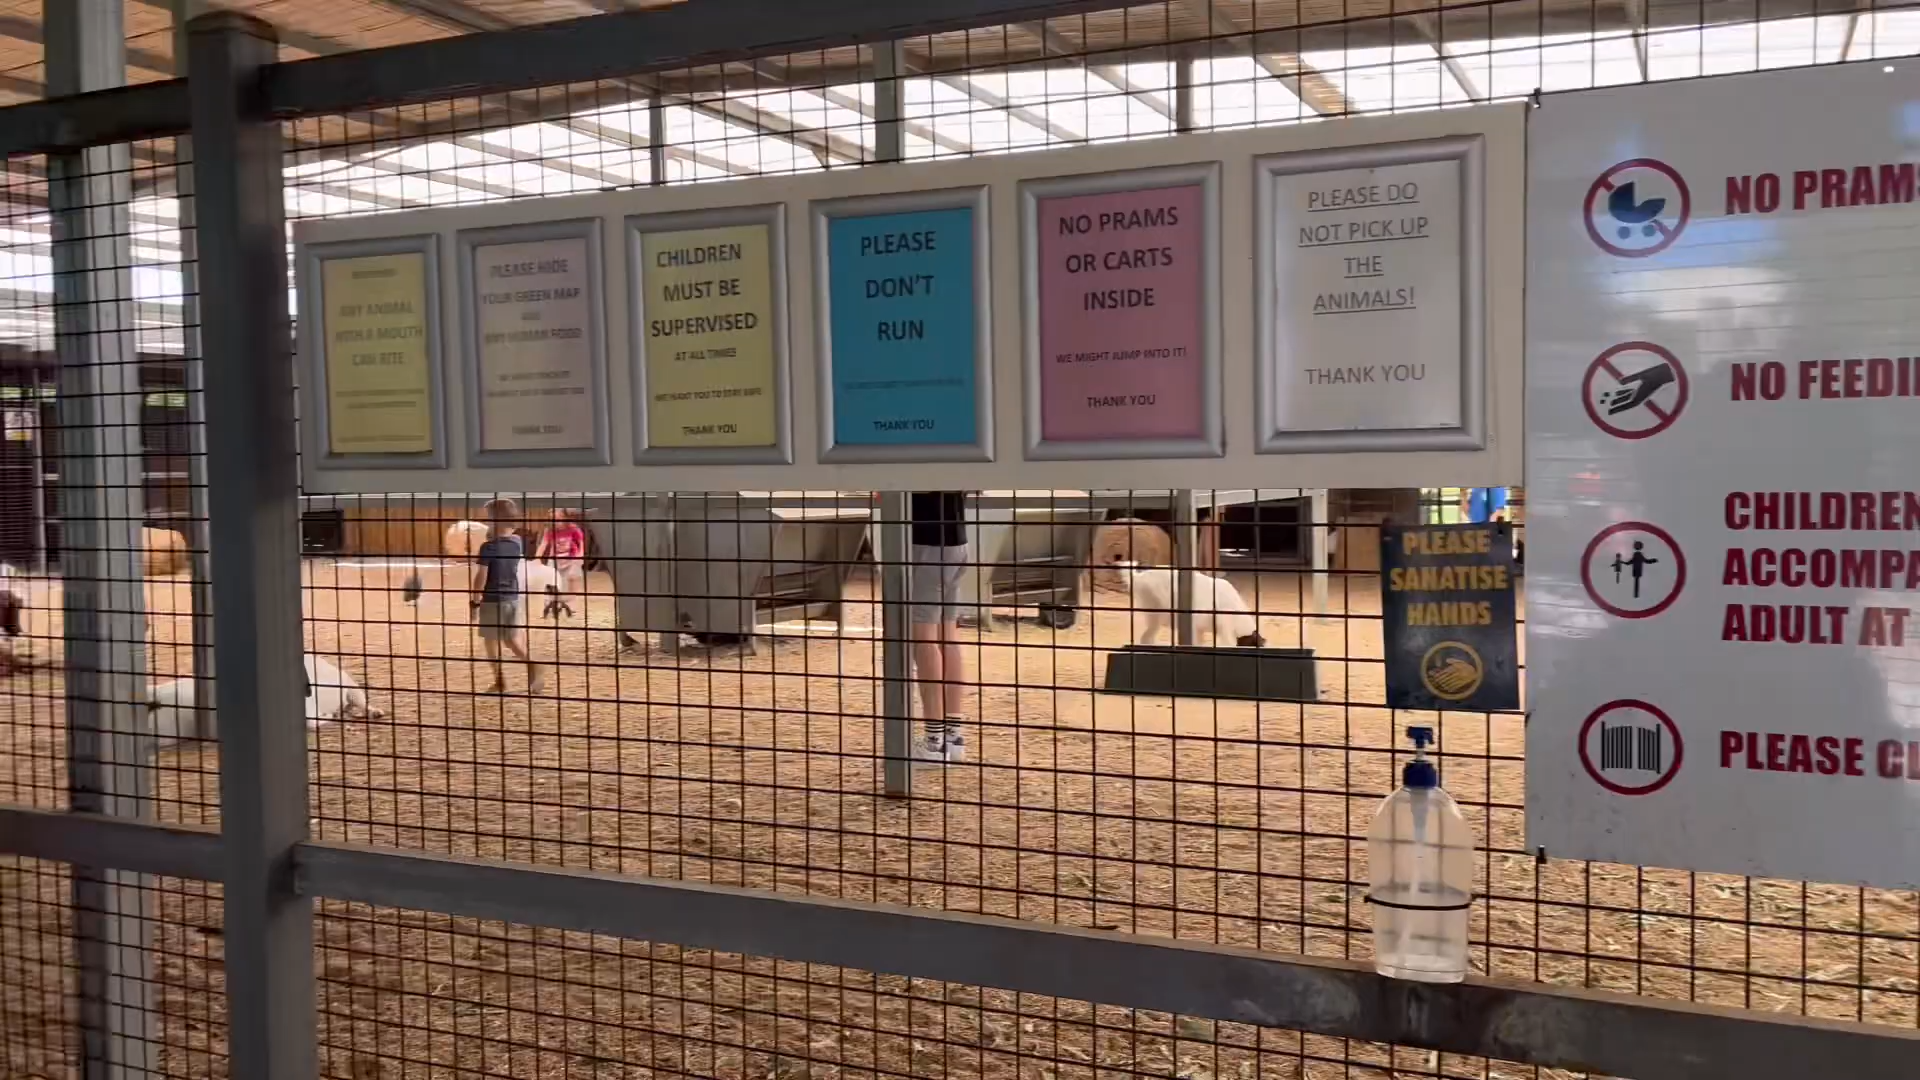 ANY ANIMAL
WITH A MOUTH
CAN BITE
PLEASE HIDE
YOUR GREEN MAP
AND
ANY HUMAN FOOD
THANK YOU
CHILDREN
MUST BE
SUPERVISED
AT ALL TIMES
WE WANT YOU TO STAY SAFE
THANK YOU
PLEASE
DON'T
RUN
THANK YOU
NO PRAMS
OR CARTS
INSIDE
WE MIGHT JUMP INTO IT!
THANK YOU
PLEASE DO
NOT PICK UP
THE
ANIMALS!
THANK YOU
PLEASE
SANATISE
HANDS
NO PRAMS
NO FEEDI
CHILDREN
ACCOMPA
ADULT AT
PLEASE CL